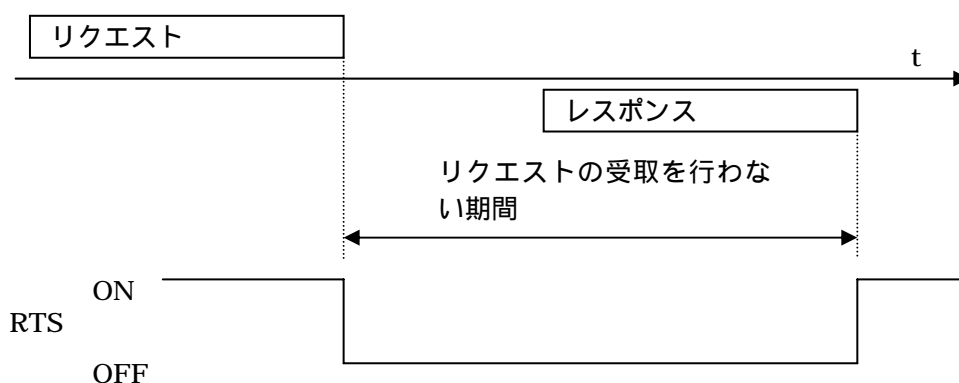 リクエスト
t
レスポンス
リクエストの受取を行わな
い期間
ON
RTS
OFF